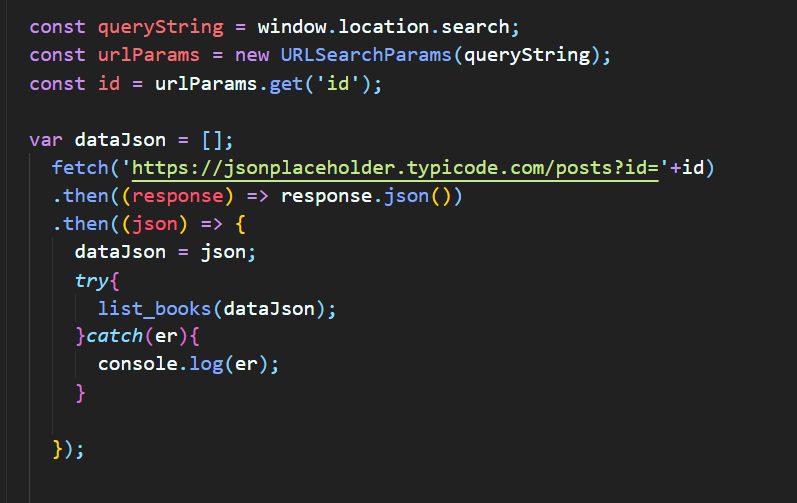 const queryString = window.location.search;
const urlParams = new URLSearchParams(queryString);
const id = urlParams.get('id');
var dataJson = [];
fetch('https://jsonplaceholder.typicode.com/posts?id='+id)
.then((response) => response.json())
.then((json) => {
dataJson = json;
try{
list_books(dataJson);
}catch(er){
console.log(er);
}
});